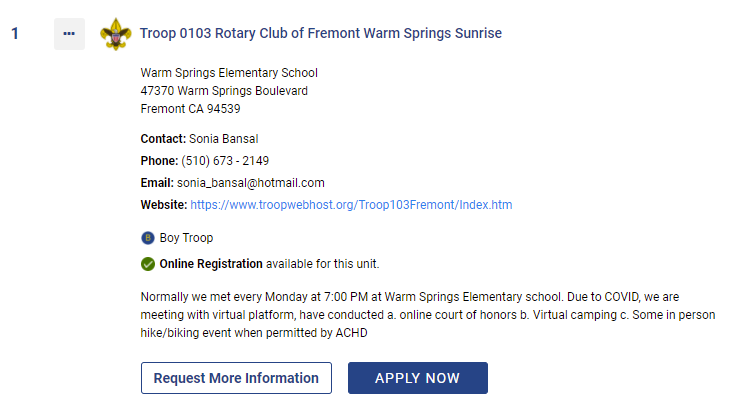 1
Troop 0103 Rotary Club of Fremont Warm Springs Sunrise
Warm Springs Elementary School
47370 Warm Springs Boulevard
Fremont CA 94539
Contact: Sonia Bansal
Phone: (510) 673 - 2149
Email: sonia_bansal@hotmail.com
Website: https://www.troopwebhost.org/Troop103Fremont/Index.htm
B Boy Troop
Online Registration available for this unit.
Normally we met every Monday at 7:00 PM at Warm Springs Elementary school. Due to COVID, we are
meeting with virtual platform, have conducted a. online court of honors b. Virtual camping c. Some in person
hike/biking event when permitted by ACHD
Request More Information
APPLY NOW